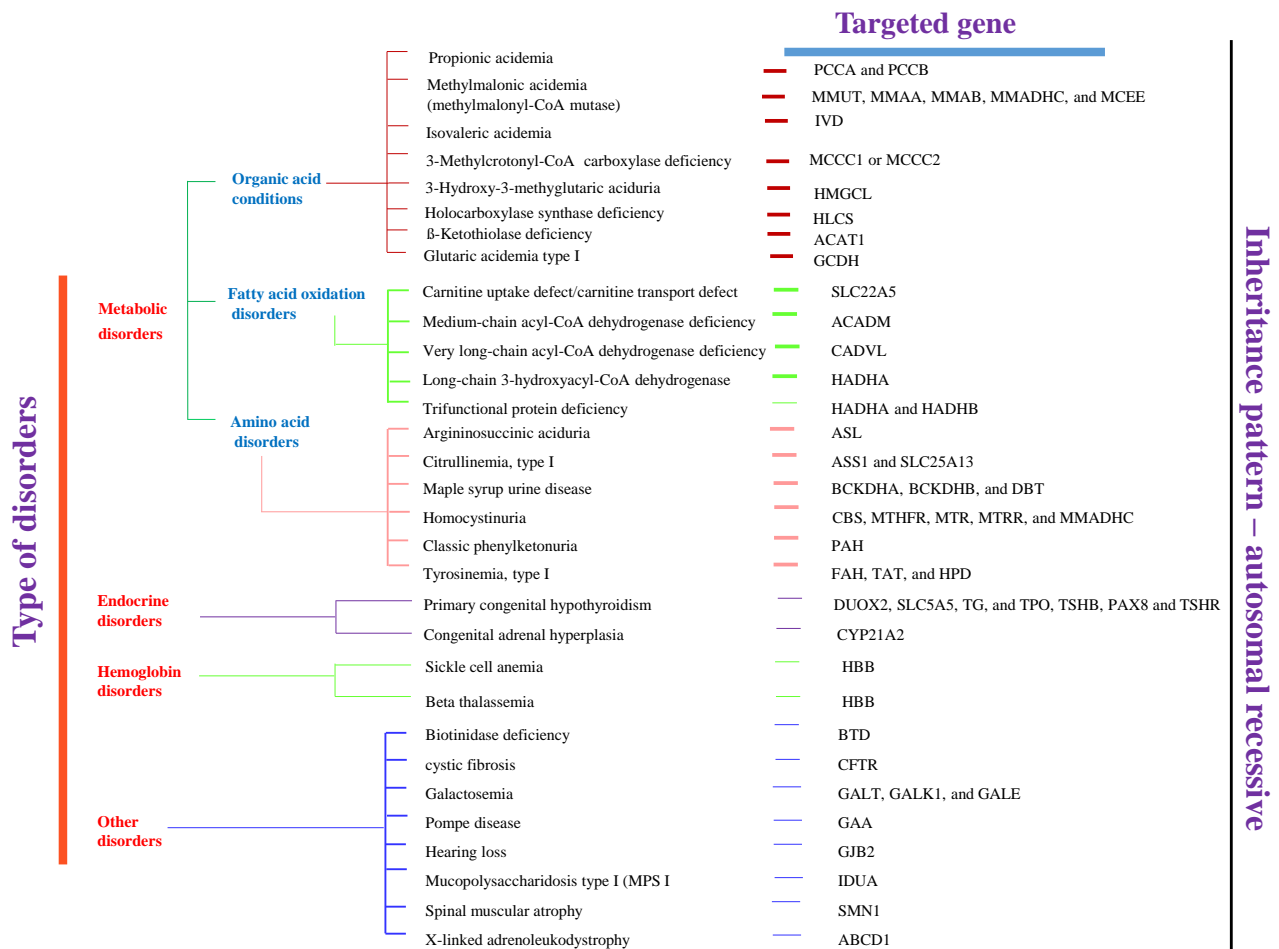 Targeted gene
Type of disorders
Inheritance pattern – autosomal recessive
Metabolic
disorders
Organic acid
conditions
Propionic acidemia
PCCA and PCCB
Methylmalonic acidemia
(methylmalonyl-CoA mutase)
MMUT, MMAA, MMAB, MMADHC, and MCEE
Isovaleric acidemia
IVD
3-Methylcrotonyl-CoA carboxylase deficiency
MCCC1 or MCCC2
3-Hydroxy-3-methyglutaric aciduria
HMGCL
Holocarboxylase synthase deficiency
HLCS
ß-Ketothiolase deficiency
ACAT1
Glutaric acidemia type I
GCDH
Fatty acid oxidation
disorders
Carnitine uptake defect/carnitine transport defect
SLC22A5
Medium-chain acyl-CoA dehydrogenase deficiency
ACADM
Very long-chain acyl-CoA dehydrogenase deficiency
CADVL
Long-chain 3-hydroxyacyl-CoA dehydrogenase
HADHA
Trifunctional protein deficiency
HADHA and HADHB
Amino acid
disorders
Argininosuccinic aciduria
ASL
Citrullinemia, type I
ASS1 and SLC25A13
Maple syrup urine disease
BCKDHA, BCKDHB, and DBT
Homocystinuria
CBS, MTHFR, MTR, MTRR, and MMADHC
Classic phenylketonuria
PAH
Tyrosinemia, type I
FAH, TAT, and HPD
Endocrine
disorders
Primary congenital hypothyroidism
DUOX2, SLC5A5, TG, and TPO, TSHB, PAX8 and TSHR
Congenital adrenal hyperplasia
CYP21A2
Hemoglobin
disorders
Sickle cell anemia
HBB
Beta thalassemia
HBB
Other
disorders
Biotinidase deficiency
BTD
cystic fibrosis
CFTR
Galactosemia
GALT, GALK1, and GALE
Pompe disease
GAA
Hearing loss
GJB2
Mucopolysaccharidosis type I (MPS I
IDUA
Spinal muscular atrophy
SMN1
X-linked adrenoleukodystrophy
ABCD1